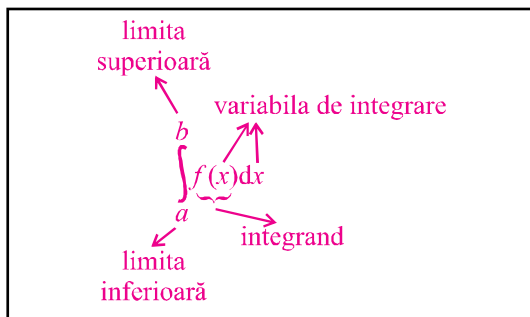 limita
superioară
variabila de integrare
b
∫ f (x)dx
a
integrand
limita
inferioară